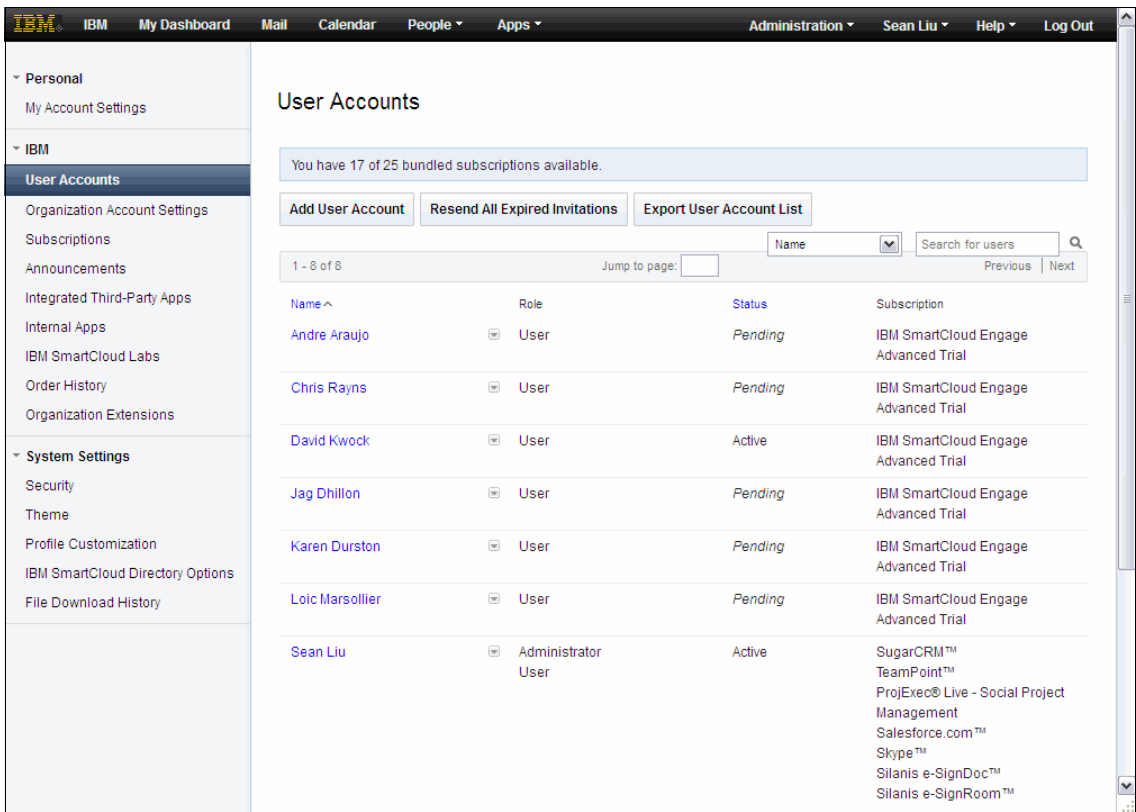 IBM IBM My Dashboard Mail Calendar People Apps Administration Sean Liu Help Log Out
Personal
My Account Settings
IBM
User Accounts
Organization Account Settings
Subscriptions
Announcements
Integrated Third-Party Apps
Internal Apps
IBM SmartCloud Labs
Order History
Organization Extensions
System Settings
Security
Theme
Profile Customization
IBM SmartCloud Directory Options
File Download History
User Accounts
You have 17 of 25 bundled subscriptions available.
Add User Account Resend All Expired Invitations Export User Account List
Name Search for users
1 - 8 of 8 Jump to page: Previous | Next
Name Role Status Subscription
Andre Araujo User Pending IBM SmartCloud Engage
Advanced Trial
Chris Rayns User Pending IBM SmartCloud Engage
Advanced Trial
David Kwock User Active IBM SmartCloud Engage
Advanced Trial
Jag Dhillon User Pending IBM SmartCloud Engage
Advanced Trial
Karen Durston User Pending IBM SmartCloud Engage
Advanced Trial
Loic Marsollier User Pending IBM SmartCloud Engage
Advanced Trial
Sean Liu Administrator Active SugarCRM™
User TeamPoint™
ProjExec® Live - Social Project
Management
Salesforce.com™
Skype™
Silanis e-SignDoc™
Silanis e-SignRoom™